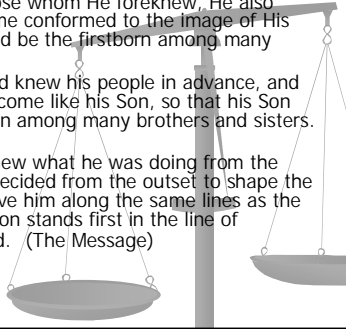 ose whom He foreknew, He also
me conformed to the image of His
d be the firstborn among many
d knew his people in advance, and
come like his Son, so that his Son
n among many brothers and sisters.
ew what he was doing from the
ecided from the outset to shape the
ve him along the same lines as the
on stands first in the line of
d. (The Message)